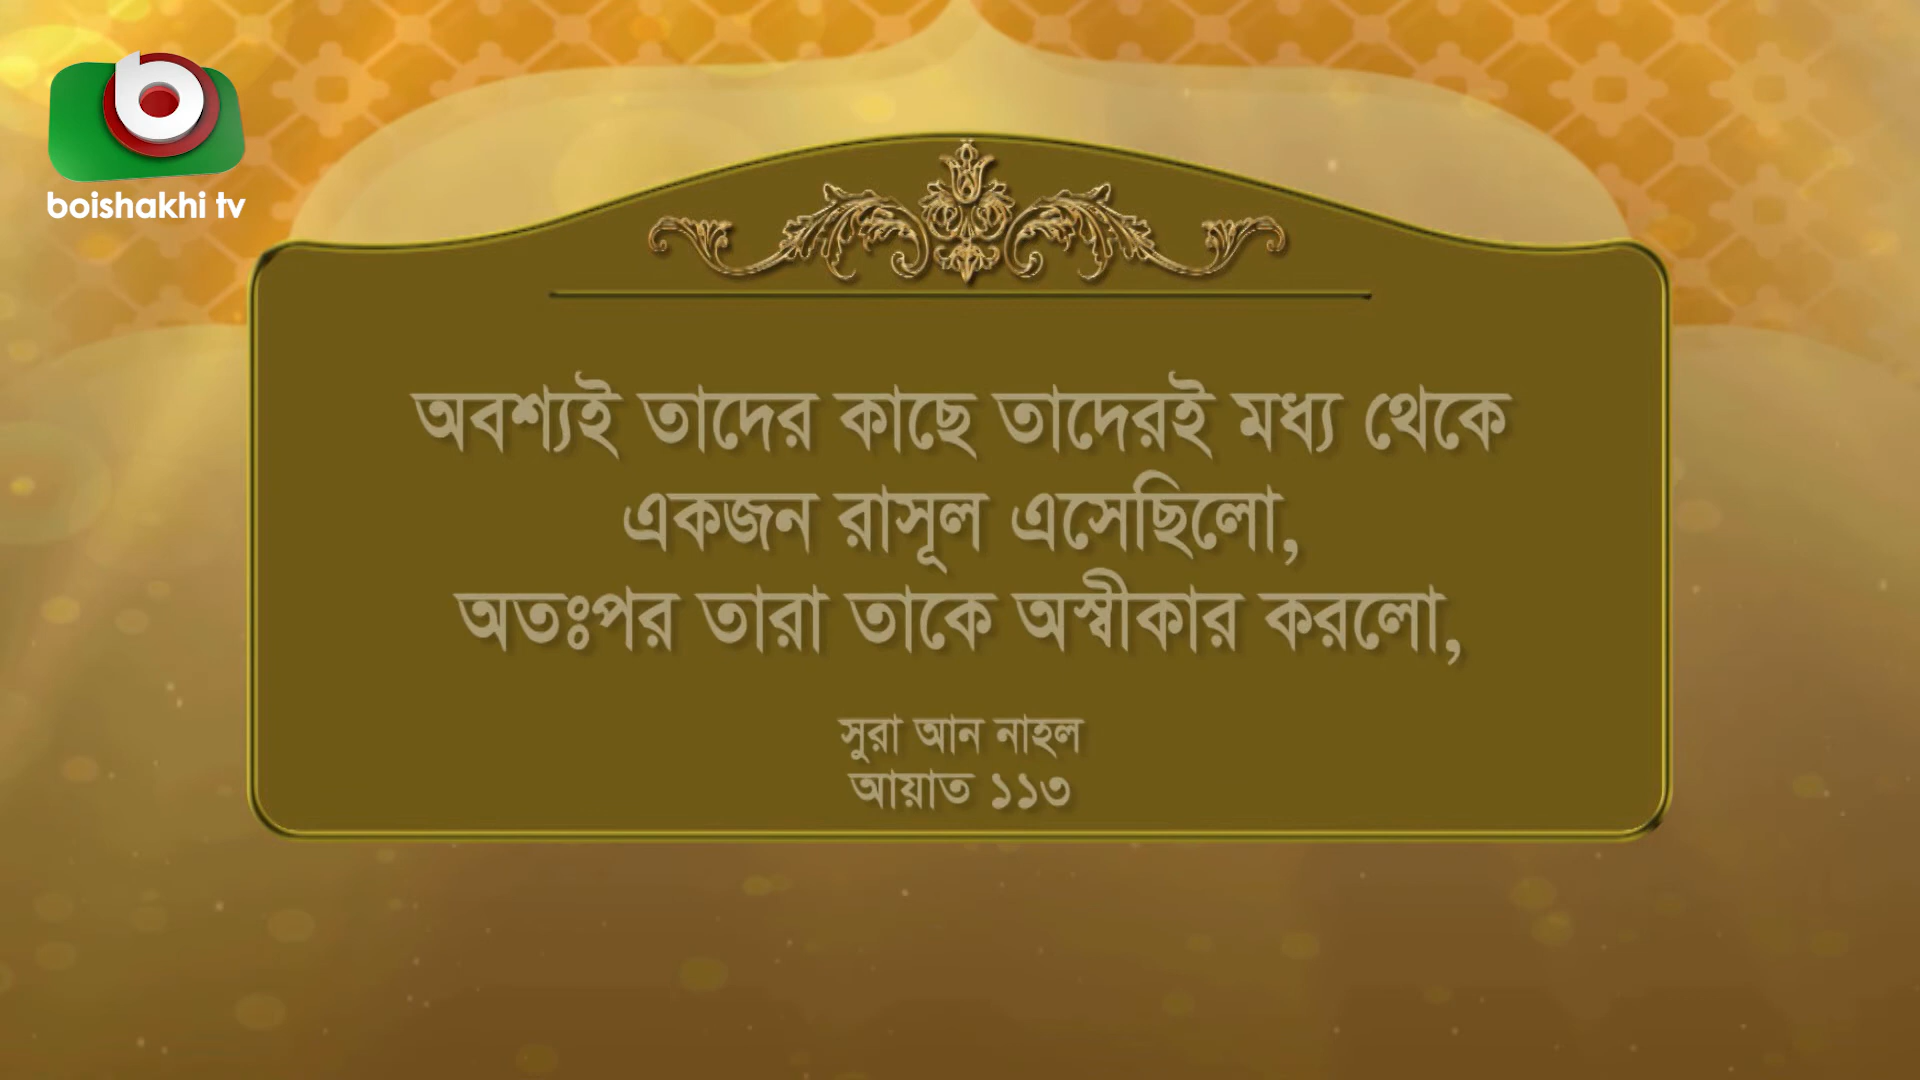 boishakhi tv
অবশ্যই তাদের কাছে তাদেরই মধ্য থেকে
একজন রাসূল এসেছিলো,
অতঃপর তারা তাকে অস্বীকার করলো,
সুরা আন নাহল
আয়াত ১১৩